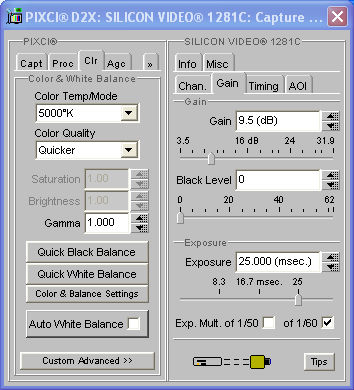 PIXCI® D2X: SILICON VIDEO® 1281C: Capture ...
PIXCI®
Capt Proc Clr Agc »
Color & White Balance
Color Temp/Mode
5000°K
Color Quality
Quicker
Saturation 1.00
Brightness 1.00
Gamma 1.000
Quick Black Balance
Quick White Balance
Color & Balance Settings
Auto White Balance
Custom Advanced >>
SILICON VIDEO® 1281C
Info Misc
Chan. Gain Timing AOI
Gain
Gain 9.5 (dB)
3.5 16 dB 24 31.9
Black Level 0
0 20 40 62
Exposure
Exposure 25.000 (msec.)
8.3 16.7 msec. 25
Exp. Mult. of 1/50 of 1/60
Tips